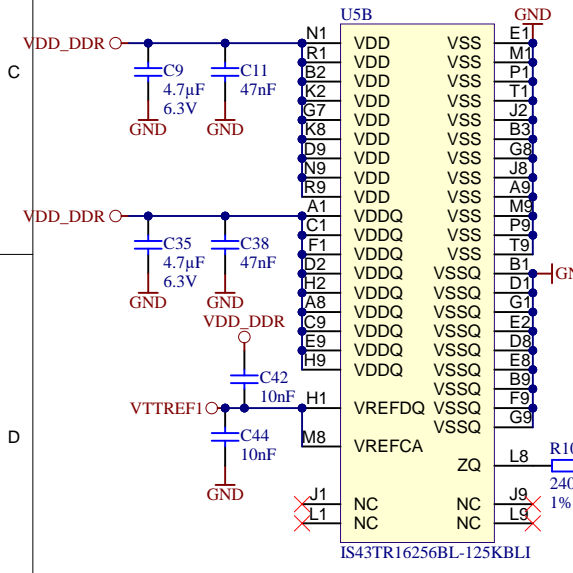 U5B
GND
VDD_DDR
N1 VDD VSS E1
R1 VDD VSS M1
C
C9
4.7µF
6.3V
C11
47nF
B2 VDD VSS P1
K2 VDD VSS T1
G7 VDD VSS J2
GND
GND
K8 VDD VSS B3
D9 VDD VSS G8
N9 VDD VSS J8
R9 VDD VSS A9
VDD_DDR
A1 VDDQ VSS M9
C1 VDDQ VSS P9
C35
4.7µF
6.3V
C38
47nF
F1 VDDQ VSS T9
D2 VDDQ VSSQ B1
H2 VDDQ VSSQ D1
GND
GND
A8 VDDQ VSSQ G1
VDD_DDR
C9 VDDQ VSSQ E2
E9 VDDQ VSSQ D8
H9 VDDQ VSSQ E8
C42
10nF
VSSQ B9
VTTREF1
H1 VREFDQ VSSQ F9
VSSQ G9
D
C44
10nF
M8 VREFCA
ZQ L8
R10
240
1%
GND
J1 NC NC J9
L1 NC NC L9
IS43TR16256BL-125KBLI